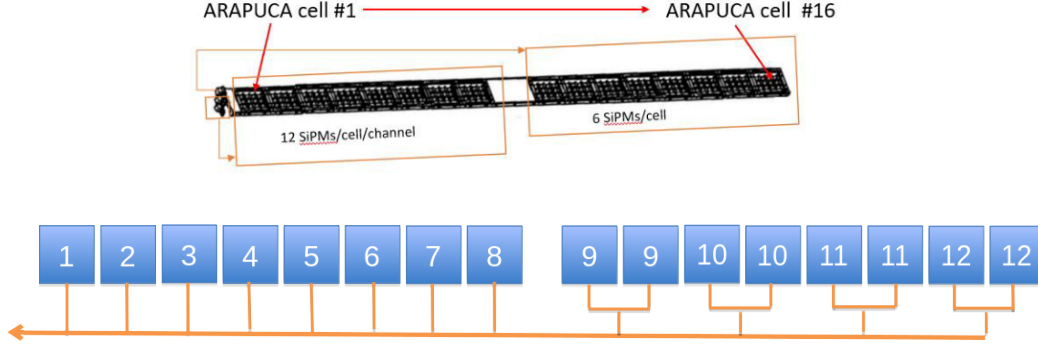 ARAPUCA cell #1
ARAPUCA cell #16
12 SiPMs/cell/channel
6 SiPMs/cell
1 2 3 4 5 6 7 8 9 9 10 10 11 11 12 12